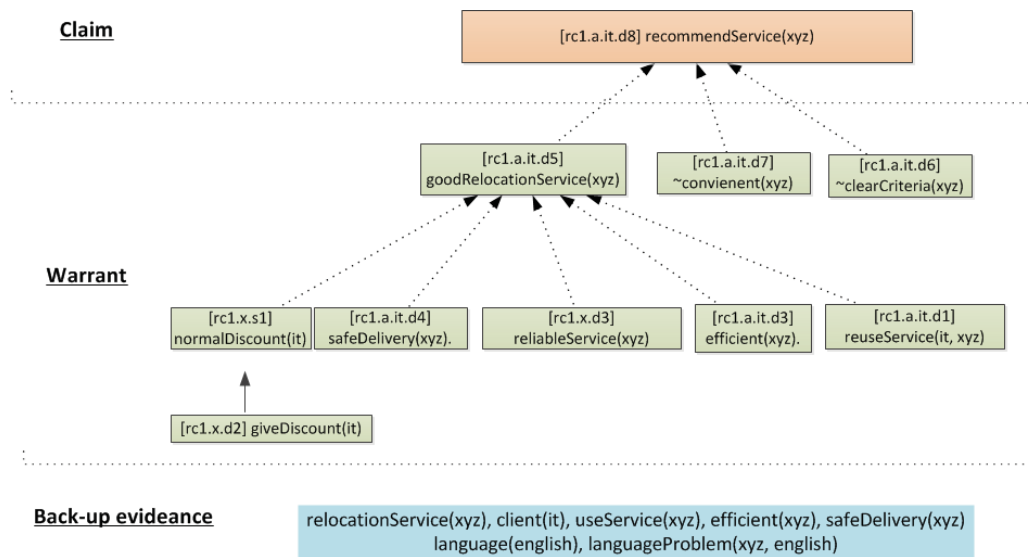 Claim
[rc1.a.it.d8] recommendService(xyz)
[rc1.a.it.d5]
goodRelocationService(xyz)
[rc1.a.it.d7]
~convienent(xyz)
[rc1.a.it.d6]
~clearCriteria(xyz)
Warrant
[rc1.x.s1]
normalDiscount(it)
[rc1.a.it.d4]
safeDelivery(xyz).
[rc1.x.d3]
reliableService(xyz)
[rc1.a.it.d3]
efficient(xyz).
[rc1.a.it.d1]
reuseService(it, xyz)
[rc1.x.d2] giveDiscount(it)
Back-up evideance
relocationService(xyz), client(it), useService(xyz), efficient(xyz), safeDelivery(xyz)
language(english), languageProblem(xyz, english)